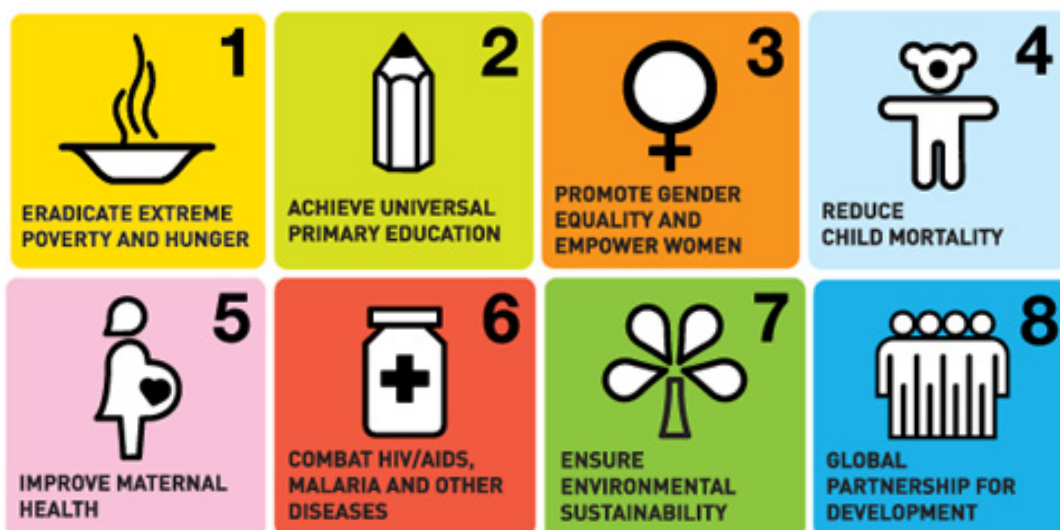 1
ERADICATE EXTREME
POVERTY AND HUNGER
2
ACHIEVE UNIVERSAL
PRIMARY EDUCATION
3
PROMOTE GENDER
EQUALITY AND
EMPOWER WOMEN
4
REDUCE
CHILD MORTALITY
5
IMPROVE MATERNAL
HEALTH
6
COMBAT HIV/AIDS,
MALARIA AND OTHER
DISEASES
7
ENSURE
ENVIRONMENTAL
SUSTAINABILITY
8
GLOBAL
PARTNERSHIP FOR
DEVELOPMENT